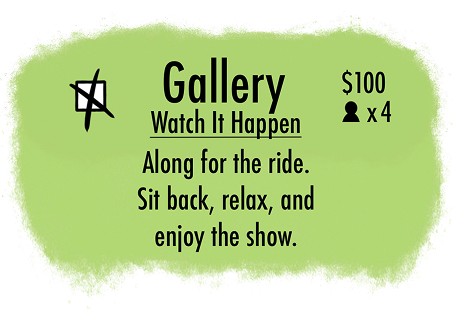 Gallery
$100
x 4
Watch It Happen
Along for the ride.
Sit back, relax, and
enjoy the show.